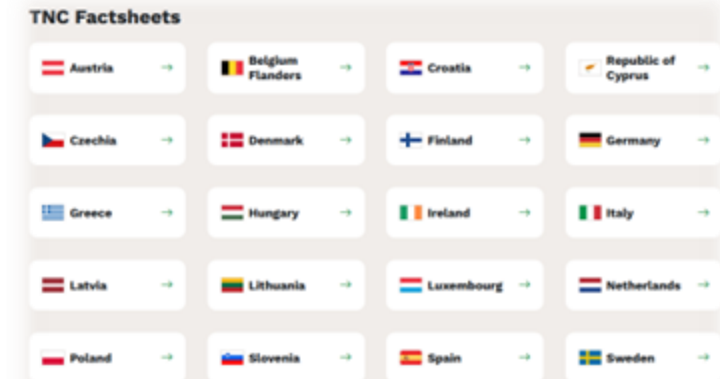 TNC Factsheets
Austria →
Belgium
Flanders →
Croatia →
Republic of
Cyprus →
Czechia →
Denmark →
Finland →
Germany →
Greece →
Hungary →
Ireland →
Italy →
Latvia →
Lithuania →
Luxembourg →
Netherlands →
Poland →
Slovenia →
Spain →
Sweden →